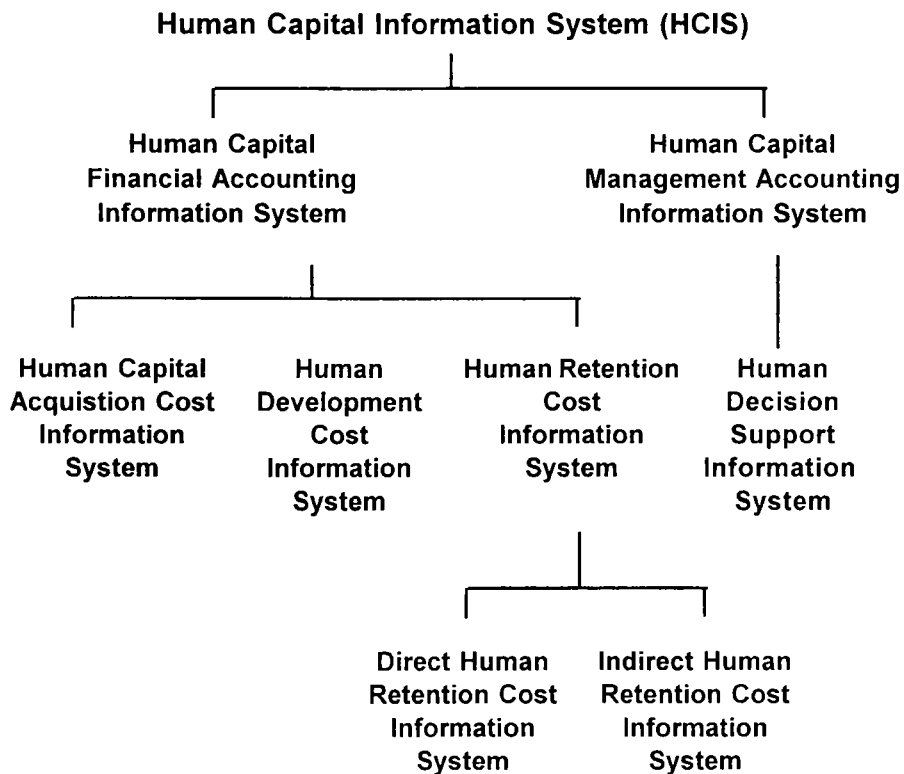 Human Capital Information System (HCIS)
Human Capital
Financial Accounting
Information System
Human Capital
Management Accounting
Information System
Human Capital
Acquistion Cost
Information
System
Human
Development
Cost
Information
System
Human Retention
Cost
Information
System
Human
Decision
Support
Information
System
Direct Human
Retention Cost
Information
System
Indirect Human
Retention Cost
Information
System